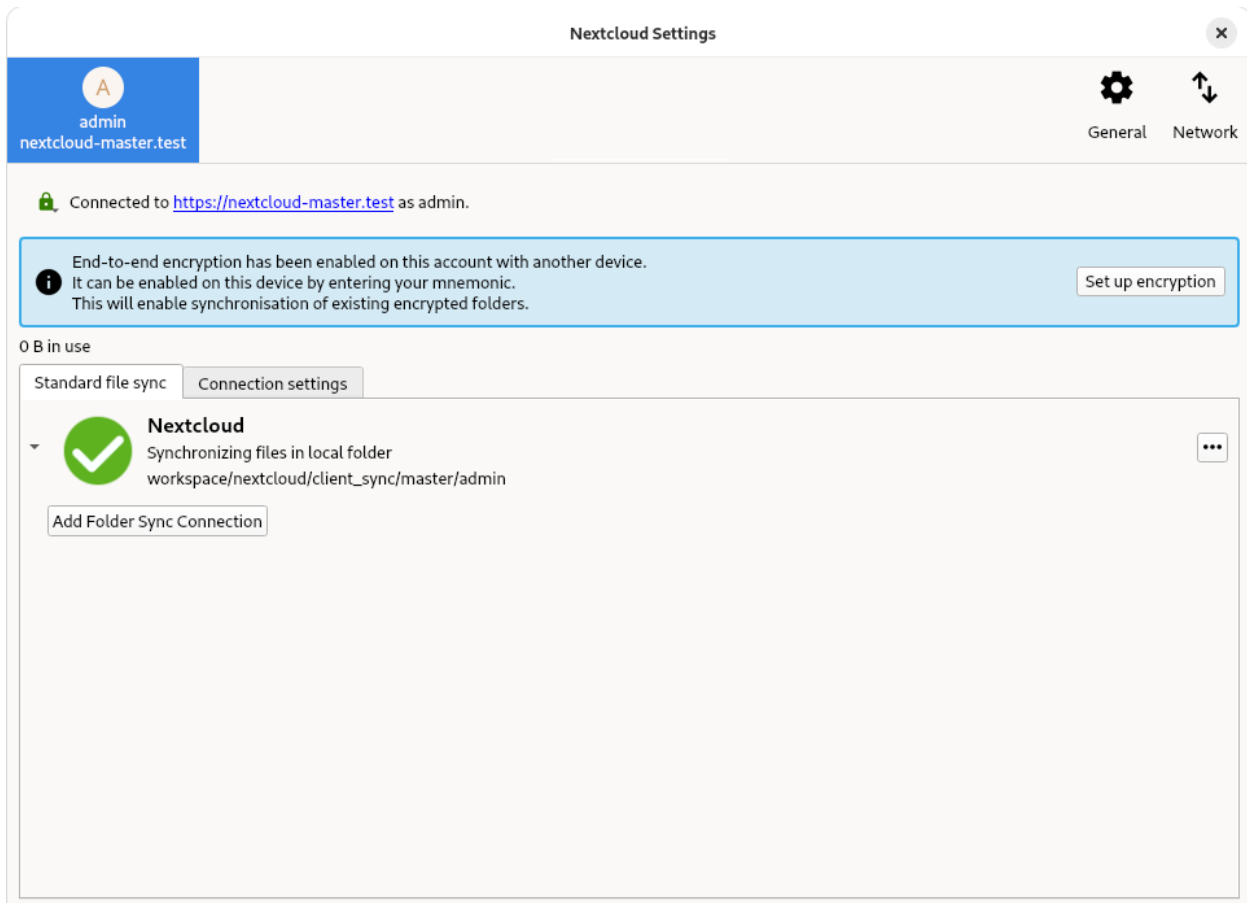 Nextcloud Settings
A
admin
nextcloud-master.test
General
Network
Connected to https://nextcloud-master.test as admin.
End-to-end encryption has been enabled on this account with another device.
It can be enabled on this device by entering your mnemonic.
This will enable synchronisation of existing encrypted folders.
Set up encryption
0 B in use
Standard file sync
Connection settings
Nextcloud
Synchronizing files in local folder
workspace/nextcloud/client_sync/master/admin
Add Folder Sync Connection